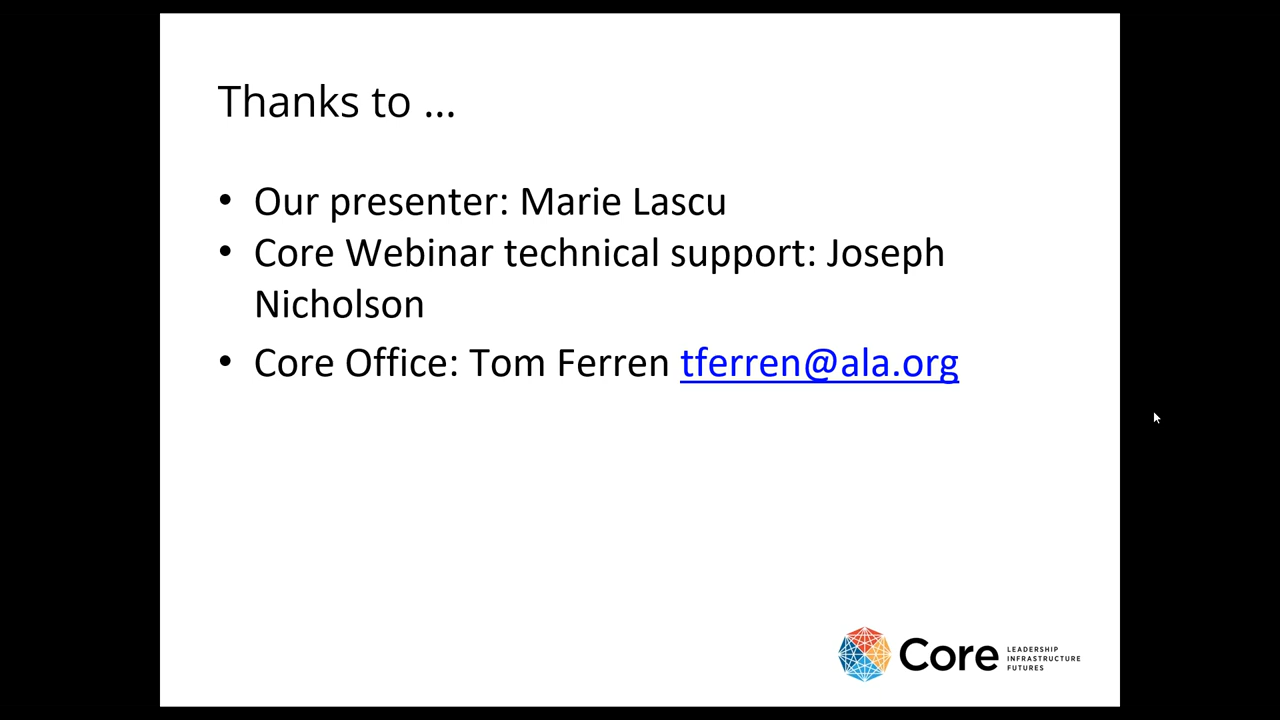 Thanks to ...
• Our presenter: Marie Lascu
• Core Webinar technical support: Joseph
Nicholson
• Core Office: Tom Ferren tferren@ala.org
Core
LEADERSHIP
INFRASTRUCTURE
FUTURES